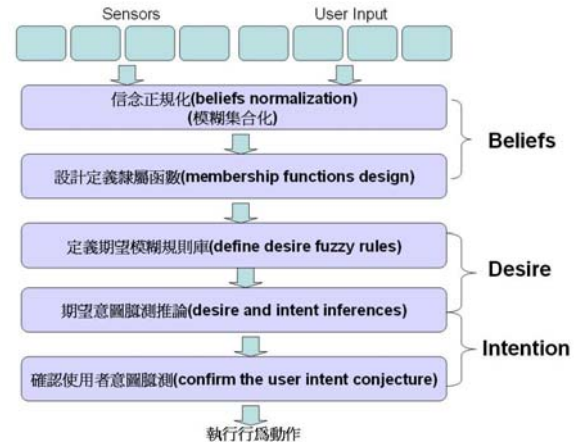 Sensors
User Input
信念正規化(beliefs normalization)
(模糊集合化)
設計定義隸屬函數(membership functions design)
Beliefs
定義期望模糊規則庫(define desire fuzzy rules)
Desire
期望意圖臆測推論(desire and intent inferences)
Intention
確認使用者意圖臆測(confirm the user intent conjecture)
執行行為動作